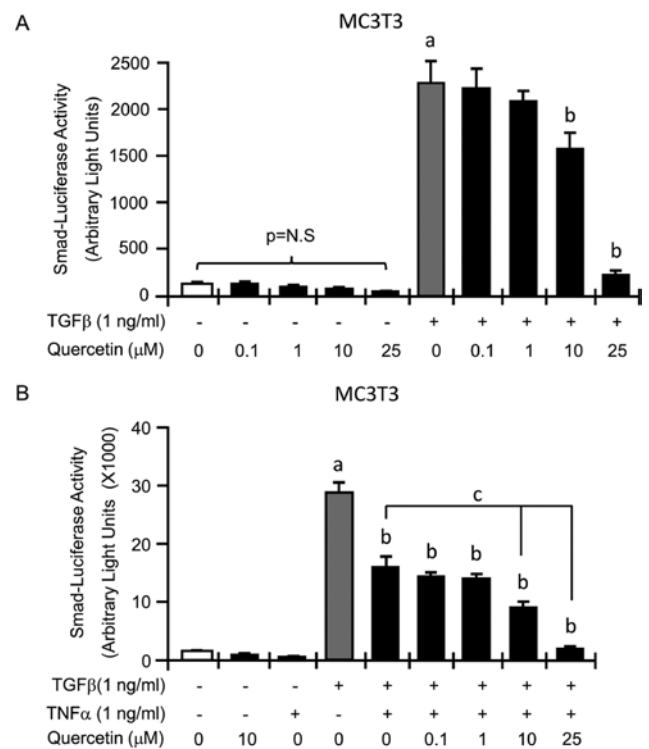 A
MC3T3
Smad-Luciferase Activity
(Arbitrary Light Units)
2500
2000
1500
1000
500
0
a
b
b
p=N.S
TGFβ (1 ng/ml) - - - - - + + + + +
Quercetin (μM) 0 0.1 1 10 25 0 0.1 1 10 25
B
MC3T3
Smad-Luciferase Activity
(Arbitrary Light Units (X1000)
40
30
20
10
0
a
c
b b b b b
TGFβ(1 ng/ml) - - - + + + + + +
TNFα (1 ng/ml) - - + - + + + + +
Quercetin (μM) 0 10 0 0 0 0.1 1 10 25